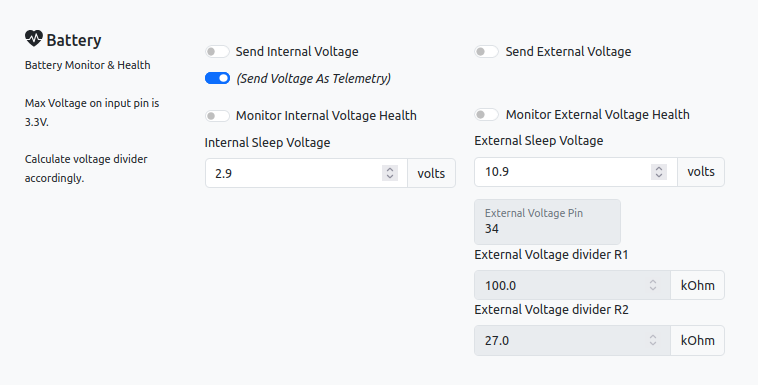 Battery
Battery Monitor & Health
Max Voltage on input pin is
3.3V.
Calculate voltage divider
accordingly.
Send Internal Voltage
(Send Voltage As Telemetry)
Monitor Internal Voltage Health
Internal Sleep Voltage
2.9 volts
Send External Voltage
Monitor External Voltage Health
External Sleep Voltage
10.9 volts
External Voltage Pin
34
External Voltage divider R1
100.0 kOhm
External Voltage divider R2
27.0 kOhm